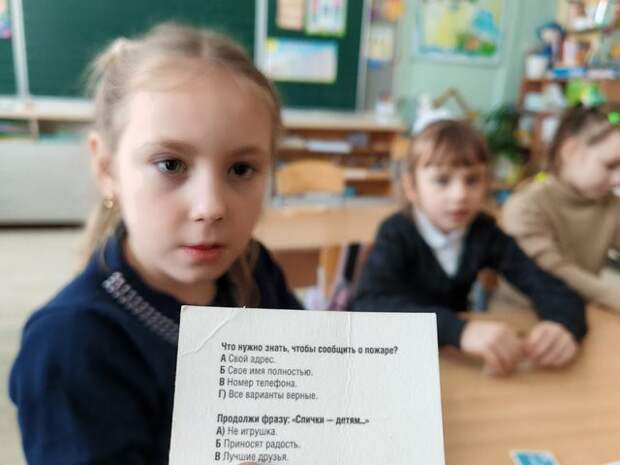 Что нужно знать, чтобы сообщить о пожаре?
А Свой адрес.
Б Свое имя полностью.
В Номер телефона.
Г) Все варианты верные.
Продолжи фразу: «Спички — детям...»
А) Не игрушка.
Б Приносят радость.
В Лучшие друзья.